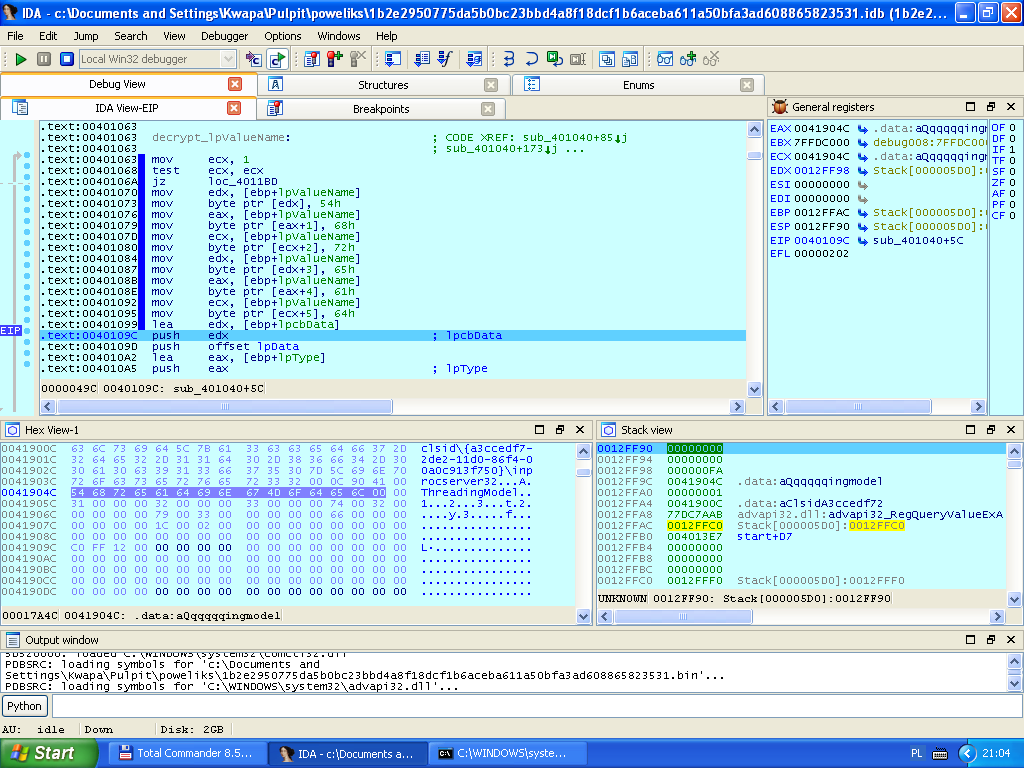 IDA - c:\Documents and Settings\Kwapa\Pulpit\poweliks\1b2e2950775da5b0bc23bbd4a8f18dcf1b6aceba611a50bfa3ad608865823531.idb (1b2e2...
File Edit Jump Search View Debugger Options Windows Help
Local Win32 debugger
Debug View Structures Enums
IDA View-EIP Breakpoints
.text:00401063
.text:00401063 decrypt_lpValueName: ; CODE XREF: sub_401040+85↓j
.text:00401063 ; sub_401040+173↓j ...
.text:00401063 mov ecx, 1
.text:00401068 test ecx, ecx
.text:0040106A jz loc_4011BD
.text:00401070 mov edx, [ebp+lpValueName]
.text:00401073 mov byte ptr [edx], 54h
.text:00401076 mov eax, [ebp+lpValueName]
.text:00401079 mov byte ptr [eax+1], 68h
.text:0040107D mov ecx, [ebp+lpValueName]
.text:00401080 mov byte ptr [ecx+2], 72h
.text:00401084 mov edx, [ebp+lpValueName]
.text:00401087 mov byte ptr [edx+3], 65h
.text:0040108B mov eax, [ebp+lpValueName]
.text:0040108E mov byte ptr [eax+4], 61h
.text:00401092 mov ecx, [ebp+lpValueName]
.text:00401095 mov byte ptr [ecx+5], 64h
.text:00401099 lea edx, [ebp+lpcbData]
EIP .text:0040109C push edx ; lpcbData
.text:0040109D push offset lpData
.text:004010A2 lea eax, [ebp+lpType]
.text:004010A5 push eax ; lpType
0000049C 0040109C: sub_401040+5C
General registers
EAX 0041904C .data:aQqqqqqingm
EBX 7FFDC000 debug008:7FFDC00
ECX 0041904C .data:aQqqqqqingm
EDX 0012FF98 Stack[000005D0]:
ESI 00000000
EDI 00000000
EBP 0012FFAC Stack[000005D0]:
ESP 0012FF90 Stack[000005D0]:
EIP 0040109C sub_401040+5C
EFL 00000202
OF 0
DF 0
IF 1
TF 0
SF 0
ZF 0
AF 0
PF 0
CF 0
Hex View-1
0041900C 63 6C 73 69 64 5C 7B 61 33 63 63 65 64 66 37 2D clsid\{a3ccedf7-
0041901C 32 64 65 32 2D 31 31 64 30 2D 38 36 66 34 2D 30 2de2-11d0-86f4-0
0041902C 30 61 30 63 39 31 33 66 37 35 30 7D 5C 69 6E 70 0a0c913f750}\inp
0041903C 72 6F 63 73 65 72 76 65 72 33 32 00 0C 90 41 00 rocserver32...A.
0041904C 54 68 72 65 61 64 69 6E 67 4D 6F 64 65 6C 00 00 ThreadingModel..
0041905C 31 00 00 00 32 00 00 00 33 00 00 00 74 00 32 00 1...2...3...t.2.
0041906C 00 00 00 00 79 00 33 00 00 00 00 00 66 00 00 00 ....y.3.....f...
0041907C 00 00 00 00 1C 00 02 00 00 00 00 00 00 00 00 00 ................
0041908C 00 00 00 00 00 00 00 00 00 00 00 00 00 00 00 00 ................
0041909C C0 FF 12 00 00 00 00 00 00 00 00 00 00 00 00 00 L...............
004190AC 00 00 00 00 00 00 00 00 00 00 00 00 00 00 00 00 ................
004190BC 00 00 00 00 00 00 00 00 00 00 00 00 00 00 00 00 ................
004190CC 00 00 00 00 00 00 00 00 00 00 00 00 00 00 00 00 ................
004190DC 00 00 00 00 00 00 00 00 00 00 00 00 00 00 00 00 ................
00017A4C 0041904C: .data:aQqqqqqingmodel
Stack view
0012FF90 00000000
0012FF94 00000000
0012FF98 000000FA
0012FF9C 0041904C .data:aQqqqqqingmodel
0012FFA0 00000001
0012FFA4 0041900C .data:aClsidA3ccedf72
0012FFA8 77DC7AAB advapi32.dll:advapi32_RegQueryValueExA
0012FFAC 0012FFC0 Stack[000005D0]:0012FFC0
0012FFB0 004013E7 start+D7
0012FFB4 00000000
0012FFB8 00000000
0012FFBC 00000000
0012FFC0 0012FFF0 Stack[000005D0]:0012FFF0
UNKNOWN 0012FF90: Stack[000005D0]:0012FF90
Output window
5D520000: loaded C:\WINDOWS\system32\comctl32.dll
PDBSRC: loading symbols for 'c:\Documents and
Settings\Kwapa\Pulpit\poweliks\1b2e2950775da5b0bc23bbd4a8f18dcf1b6aceba611a50bfa3ad608865823531.bin'...
PDBSRC: loading symbols for 'C:\WINDOWS\system32\advapi32.dll'...
Python
AU: idle Down Disk: 2GB
Start Total Commander 8.5... IDA - c:\Documents a... C:\WINDOWS\syste... PL 21:04